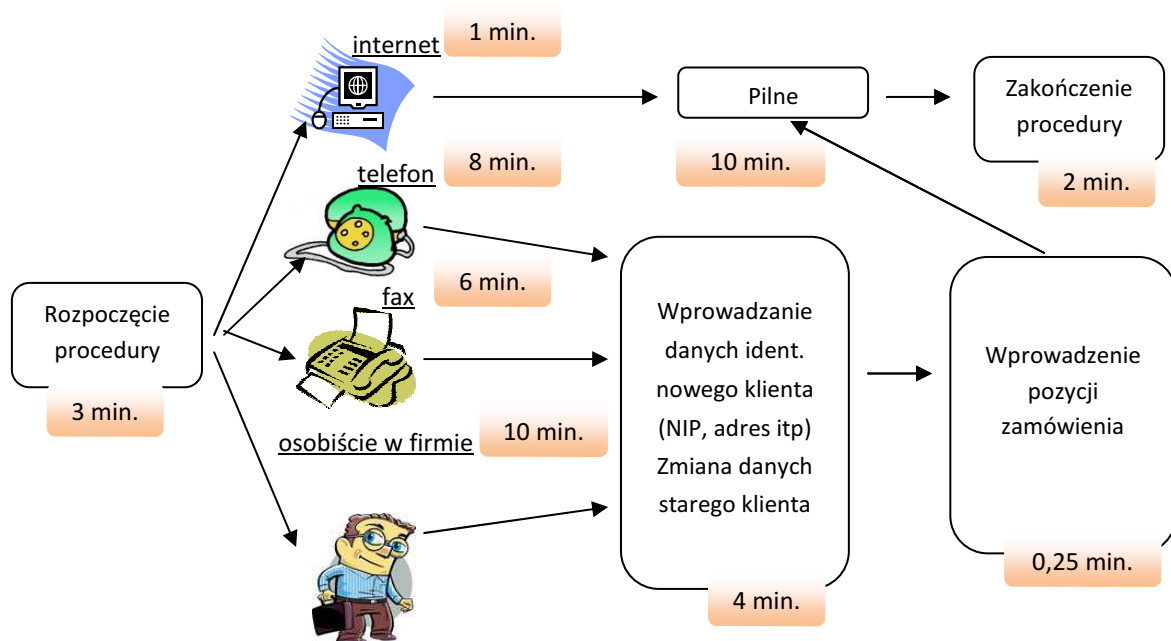 internet
1 min.
Pilne
10 min.
Zakończenie
procedury
2 min.
telefon
8 min.
fax
6 min.
Rozpoczęcie
procedury
3 min.
osobiście w firmie
10 min.
Wprowadzanie
danych ident.
nowego klienta
(NIP, adres itp)
Zmiana danych
starego klienta
4 min.
Wprowadzenie
pozycji
zamówienia
0,25 min.